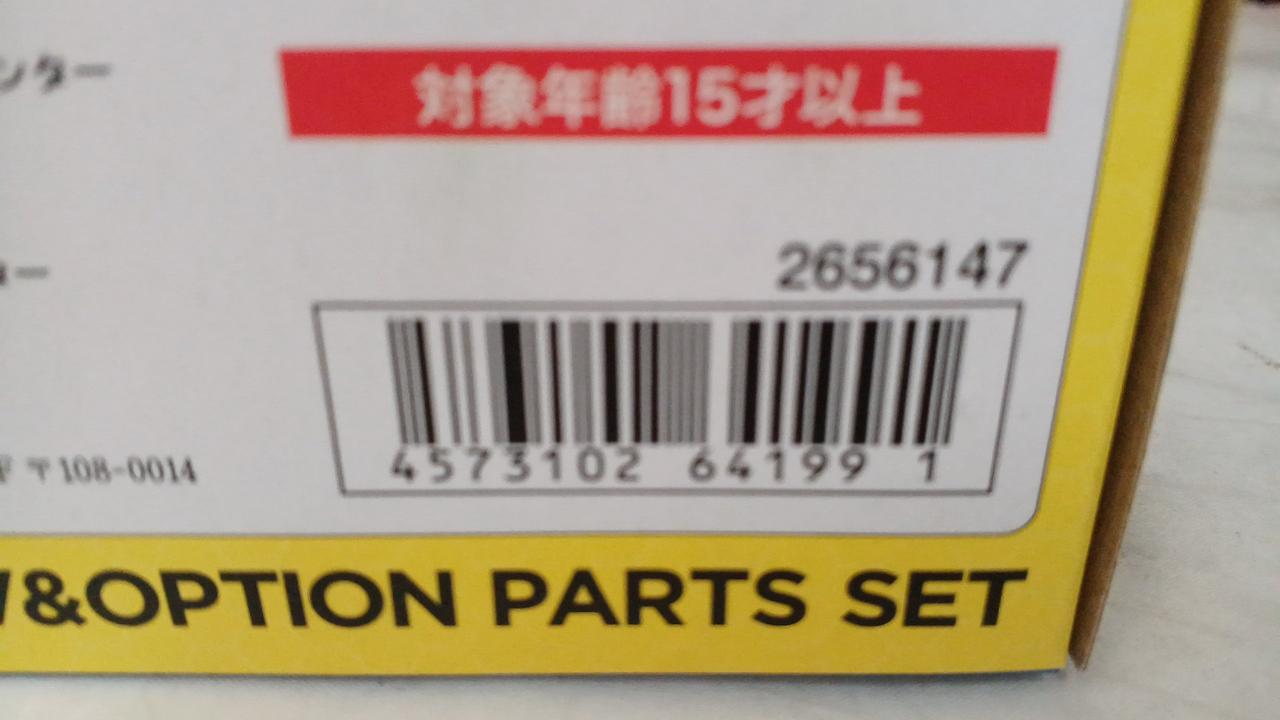 ンター
対象年齢15才以上
2656147
ー
4573102 64199 1
〒108-0014
&OPTION PARTS SET